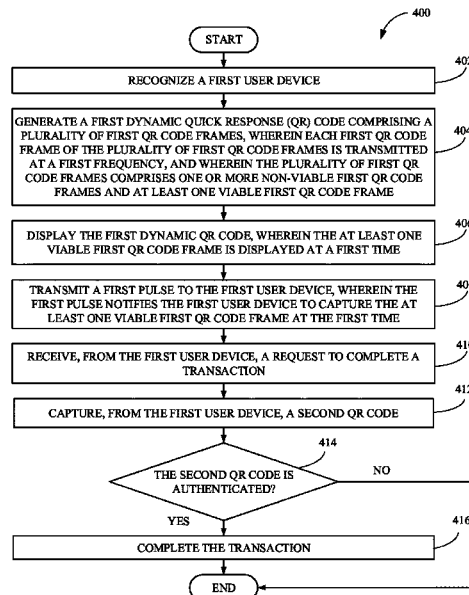 400
START
402
RECOGNIZE A FIRST USER DEVICE
GENERATE A FIRST DYNAMIC QUICK RESPONSE (QR) CODE COMPRISING A
PLURALITY OF FIRST QR CODE FRAMES, WHEREIN EACH FIRST QR CODE
FRAME OF THE PLURALITY OF FIRST QR CODE FRAMES IS TRANSMITTED
AT A FIRST FREQUENCY, AND WHEREIN THE PLURALITY OF FIRST QR
CODE FRAMES COMPRISES ONE OR MORE NON-VIABLE FIRST QR CODE
FRAMES AND AT LEAST ONE VIABLE FIRST QR CODE FRAME
404
406
DISPLAY THE FIRST DYNAMIC QR CODE, WHEREIN THE AT LEAST ONE
VIABLE FIRST QR CODE FRAME IS DISPLAYED AT A FIRST TIME
408
TRANSMIT A FIRST PULSE TO THE FIRST USER DEVICE, WHEREIN THE
FIRST PULSE NOTIFIES THE FIRST USER DEVICE TO CAPTURE THE AT
LEAST ONE VIABLE FIRST QR CODE FRAME AT THE FIRST TIME
410
RECEIVE, FROM THE FIRST USER DEVICE, A REQUEST TO COMPLETE A
TRANSACTION
412
CAPTURE, FROM THE FIRST USER DEVICE, A SECOND QR CODE
414
THE SECOND QR CODE IS
AUTHENTICATED?
NO
YES
416
COMPLETE THE TRANSACTION
END